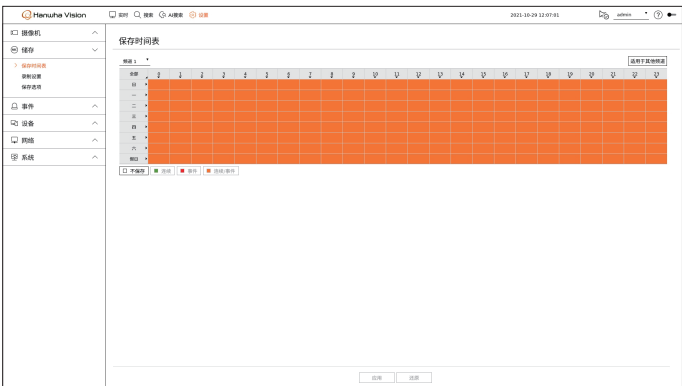 Hanwha Vision 实时 搜索 AI搜索 设置 2021-10-29 12:07:01 admin
摄像机
储存
保存时间表
录制设置
保存选项
事件
设备
网络
系统
保存时间表
频道 1 适用于其他频道
全部 0 1 2 3 4 5 6 7 8 9 10 11 12 13 14 15 16 17 18 19 20 21 22 23
日
一
二
三
四
五
六
假日
不保存 连续 事件 连续/事件
应用 还原